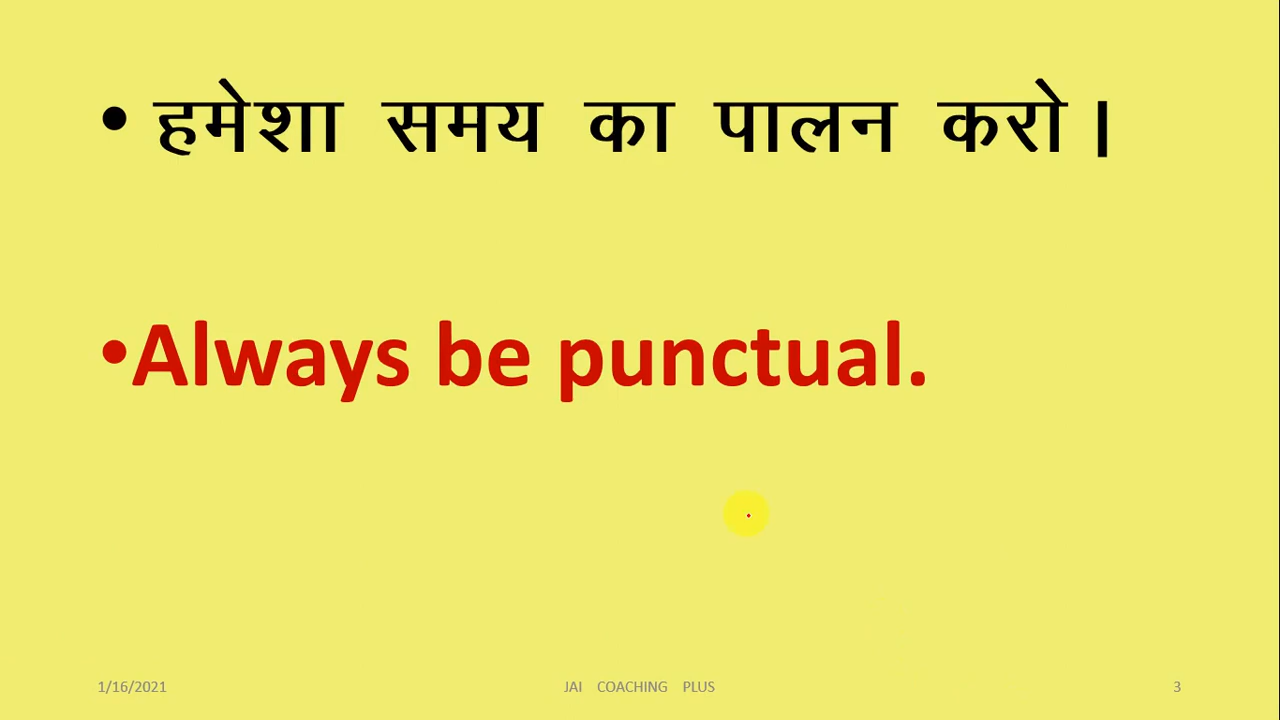 • हमेशा समय का पालन करो।
•Always be punctual.
1/16/2021 JAI COACHING PLUS 3